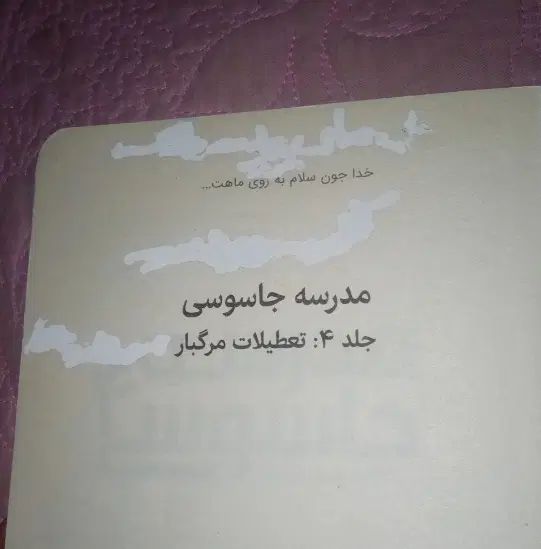 خدا جون سلام به روی ماهت...
مدرسه جاسوسی
جلد ۴: تعطیلات مرگبار